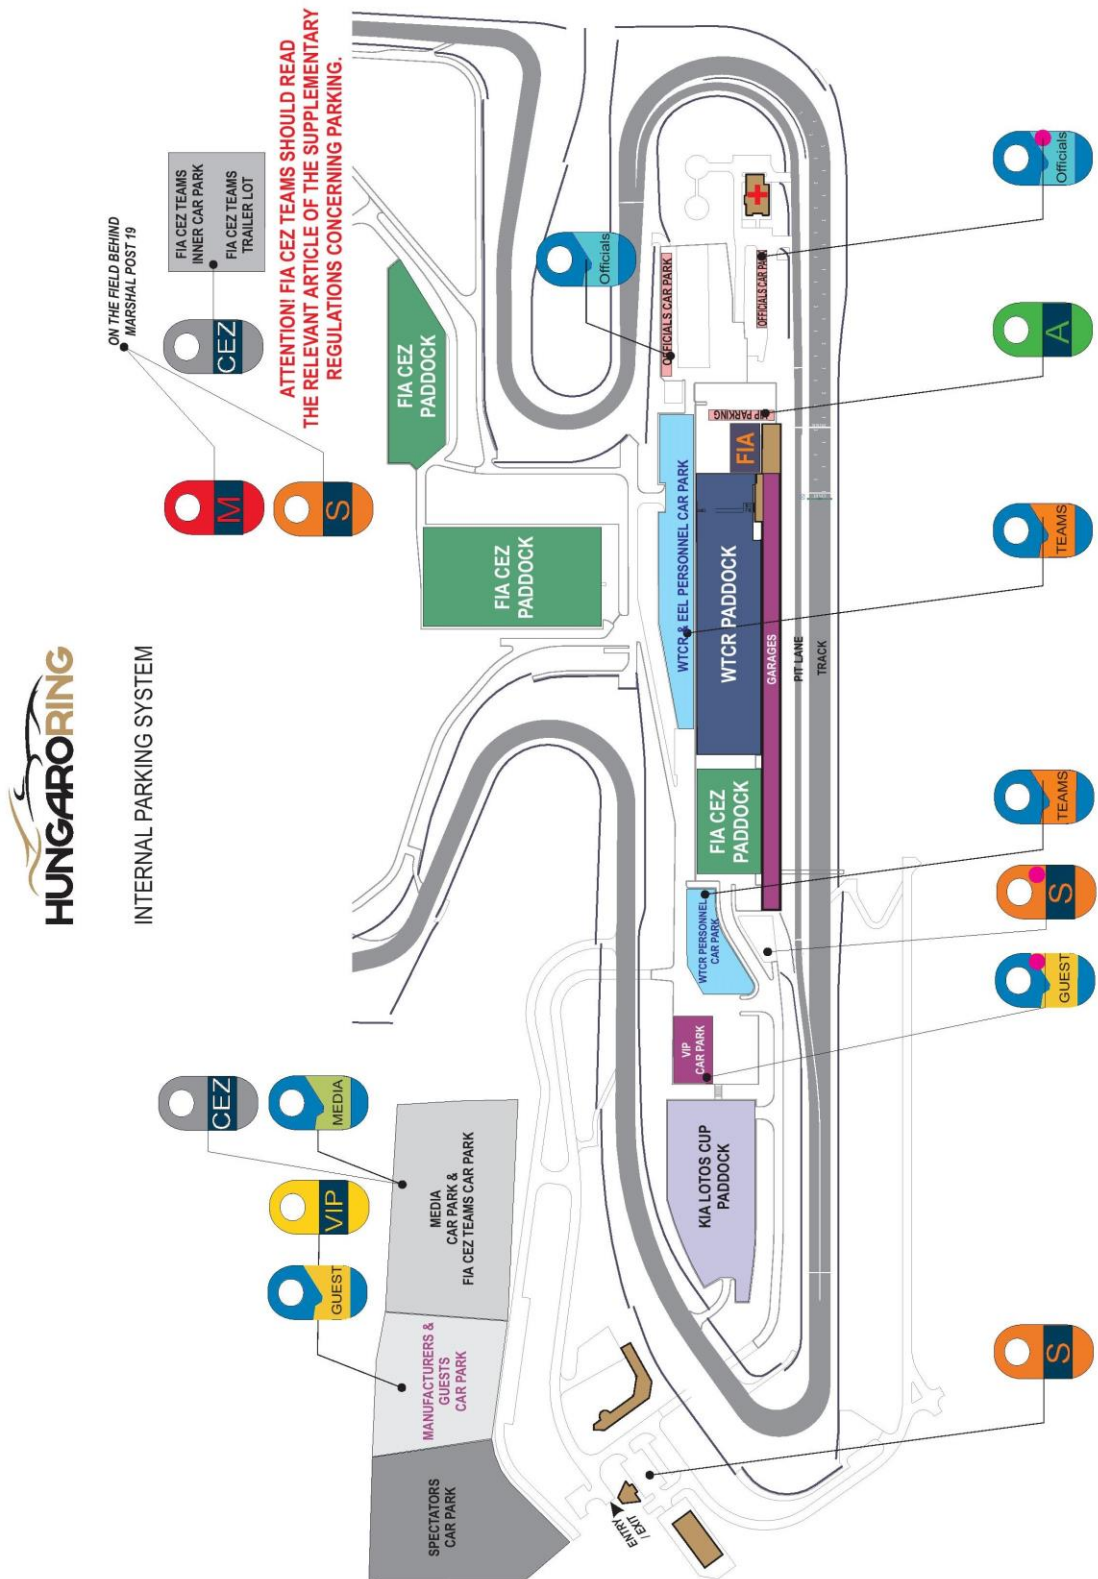 HUNGARORING
INTERNAL PARKING SYSTEM
ON THE FIELD BEHIND
MARSHAL POST 19
M
S
CEZ
FIA CEZ TEAMS
INNER CAR PARK
FIA CEZ TEAMS
TRAILER LOT
ATTENTION! FIA CEZ TEAMS SHOULD READ
THE RELEVANT ARTICLE OF THE SUPPLEMENTARY
REGULATIONS CONCERNING PARKING.
CEZ
MEDIA
VIP
GUEST
SPECTATORS
CAR PARK
MANUFACTURERS &
GUESTS
CAR PARK
MEDIA
CAR PARK &
FIA CEZ TEAMS CAR PARK
FIA CEZ
PADDOCK
FIA CEZ
PADDOCK
Officials
OFFICIALS CAR PARK
OFFICIALS CAR PARK
VIP PARKING
FIA
WTCR & EEL PERSONNEL CAR PARK
WTCR PADDOCK
FIA CEZ
PADDOCK
WTCR PERSONNEL
CAR PARK
VIP
CAR PARK
KIA LOTOS CUP
PADDOCK
GARAGES
PIT LANE
TRACK
ENTRY
/ EXIT
S
GUEST
S
TEAMS
TEAMS
A
Officials